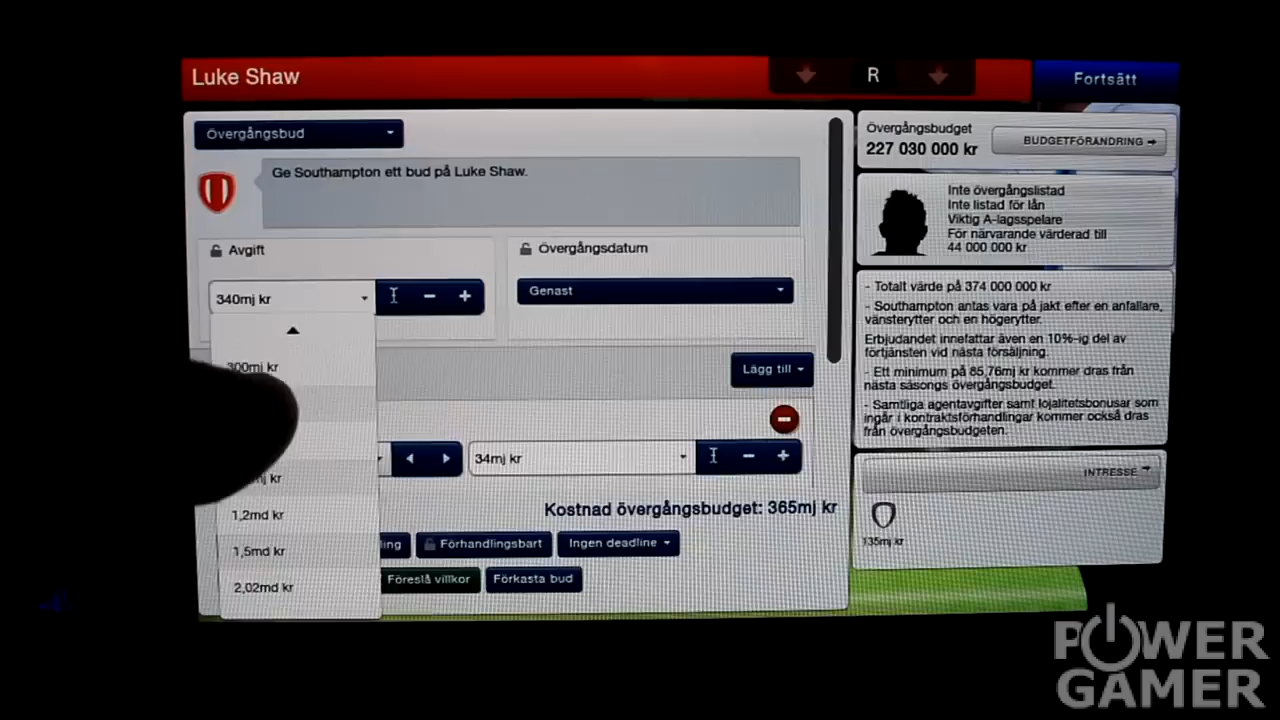 Luke Shaw
R
Fortsätt
Övergångsbud
Ge Southampton ett bud på Luke Shaw.
Avgift
340mj kr
300mj kr
1,2md kr
1,5md kr
2,02md kr
Övergångsdatum
Genast
Lägg till
34mj kr
Kostnad övergångsbudget: 365mj kr
Förhandlingsbart
Ingen deadline
Föreslå villkor
Förkasta bud
Övergångsbudget
227 030 000 kr
BUDGETFÖRÄNDRING
Inte övergångslistad
Inte listad för lån
Viktig A-lagsspelare
För närvarande värderad till
44 000 000 kr
- Totalt värde på 374 000 000 kr
- Southampton antas vara på jakt efter en anfallare,
vänsterytter och en högerytter.
Erbjudandet innefattar även en 10%-ig del av
förtjänsten vid nästa försäljning.
- Ett minimum på 85,76mj kr kommer dras från
nästa säsongs övergångsbudget.
- Samtliga agentavgifter samt lojalitetsbonusar som
ingår i kontraktsförhandlingar kommer också dras
från övergångsbudgeten.
INTRESSE
135mj kr
POWER
GAMER